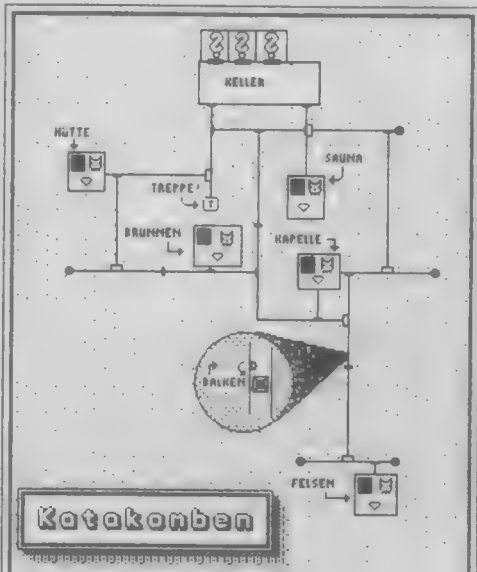 ? ? ?
KELLER
HÜTTE
SAUNA
TREPPE
T
BRUNNEN
KAPELLE
BALKEN
FELSEN
Katakomben